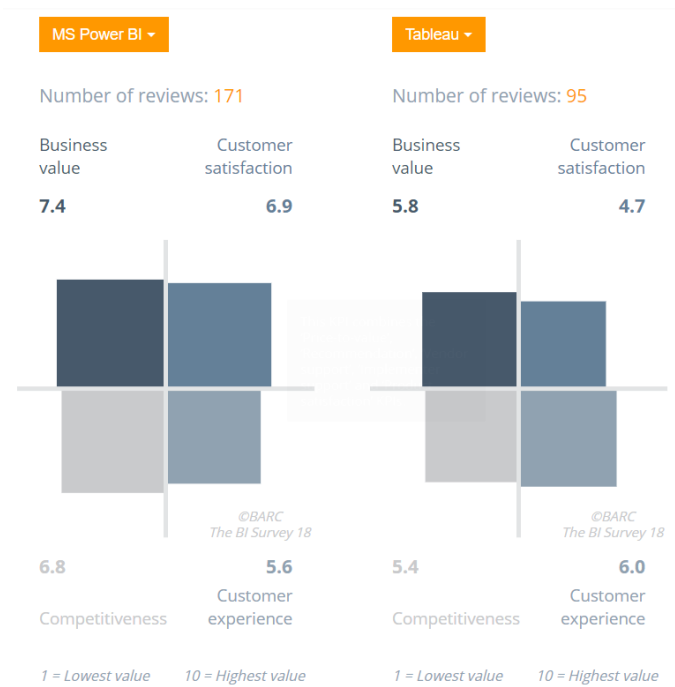 MS Power BI
Number of reviews: 171
Business value
Customer satisfaction
7.4
6.9
©BARC
The BI Survey 18
6.8
5.6
Competitiveness
Customer experience
1 = Lowest value
10 = Highest value
Tableau
Number of reviews: 95
Business value
Customer satisfaction
5.8
4.7
©BARC
The BI Survey 18
5.4
6.0
Competitiveness
Customer experience
1 = Lowest value
10 = Highest value